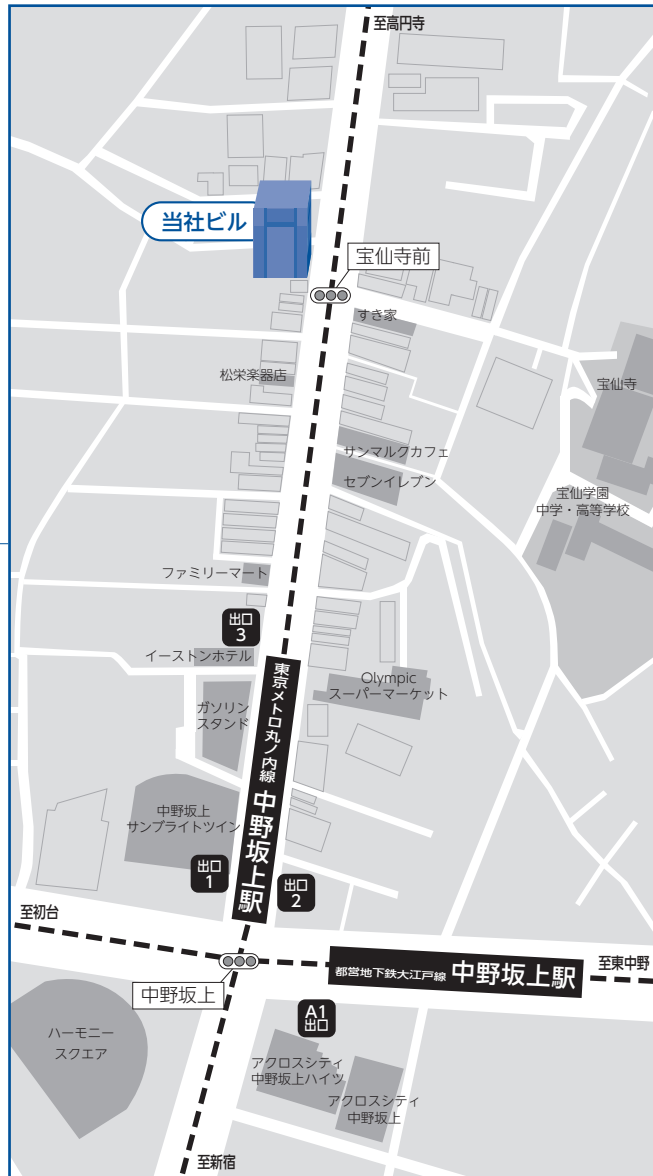 至高円寺
当社ビル
宝仙寺前
すき家
松栄楽器店
宝仙寺
サンマルクカフェ
セブンイレブン
宝仙学園
中学・高等学校
ファミリーマート
出口
3
イーストンホテル
東京メトロ丸ノ内線 中野坂上駅
Olympic
スーパーマーケット
ガソリン
スタンド
中野坂上
サンブライトツイン
出口
1
出口
2
至初台
都営地下鉄大江戸線 中野坂上駅
至東中野
中野坂上
A1
出口
ハーモニー
スクエア
アクロスシティ
中野坂上ハイツ
アクロスシティ
中野坂上
至新宿